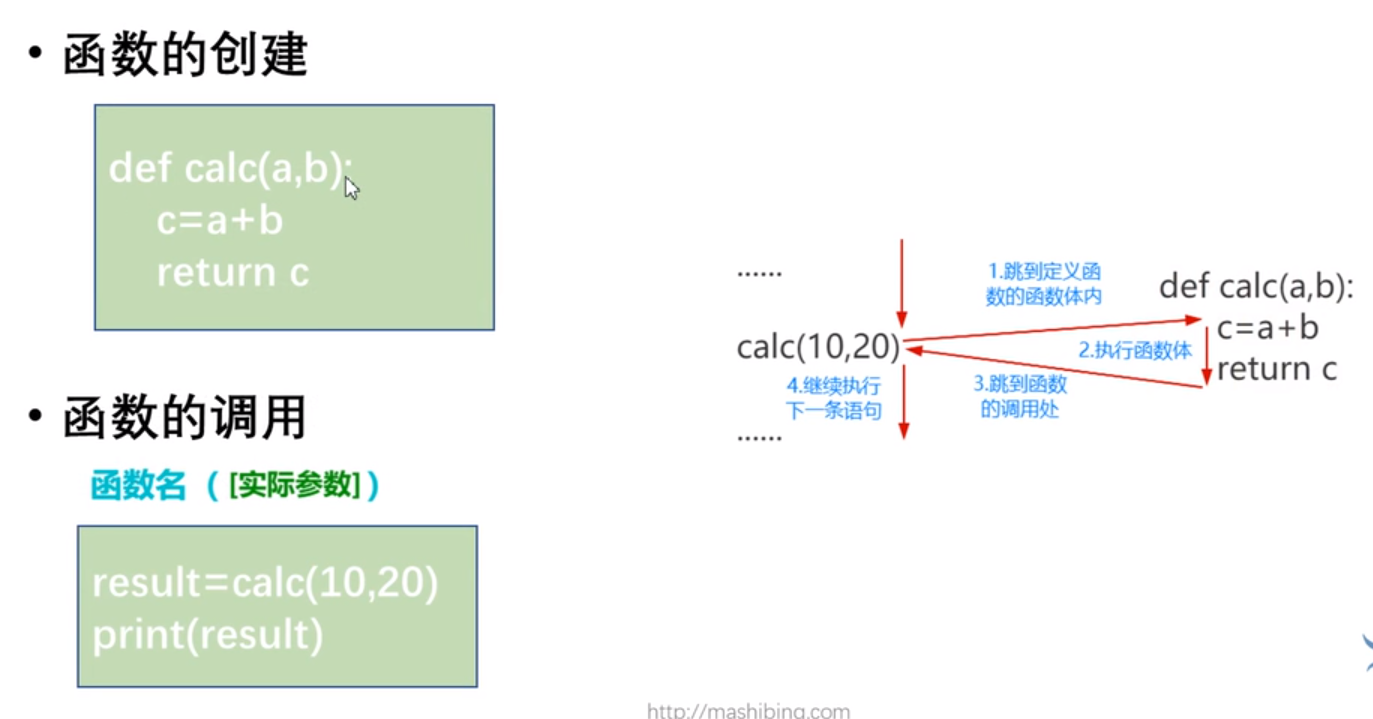 • 函数的创建
def calc(a,b):
c=a+b
return c
• 函数的调用
函数名（[实际参数]）
result=calc(10,20)
print(result)
......
calc(10,20)
......
1.跳到定义函
数的函数体内
2.执行函数体
3.跳到函数
的调用处
4.继续执行
下一条语句
def calc(a,b):
c=a+b
return c
http://mashibing.com